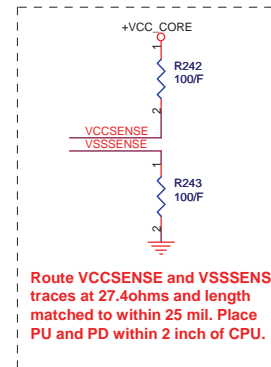 +VCC_CORE
1
R242
100/F
2
VCCSENSE
VSSSENSE
1
R243
100/F
2
Route VCCSENSE and VSSSENS
traces at 27.4ohms and length
matched to within 25 mil. Place
PU and PD within 2 inch of CPU.